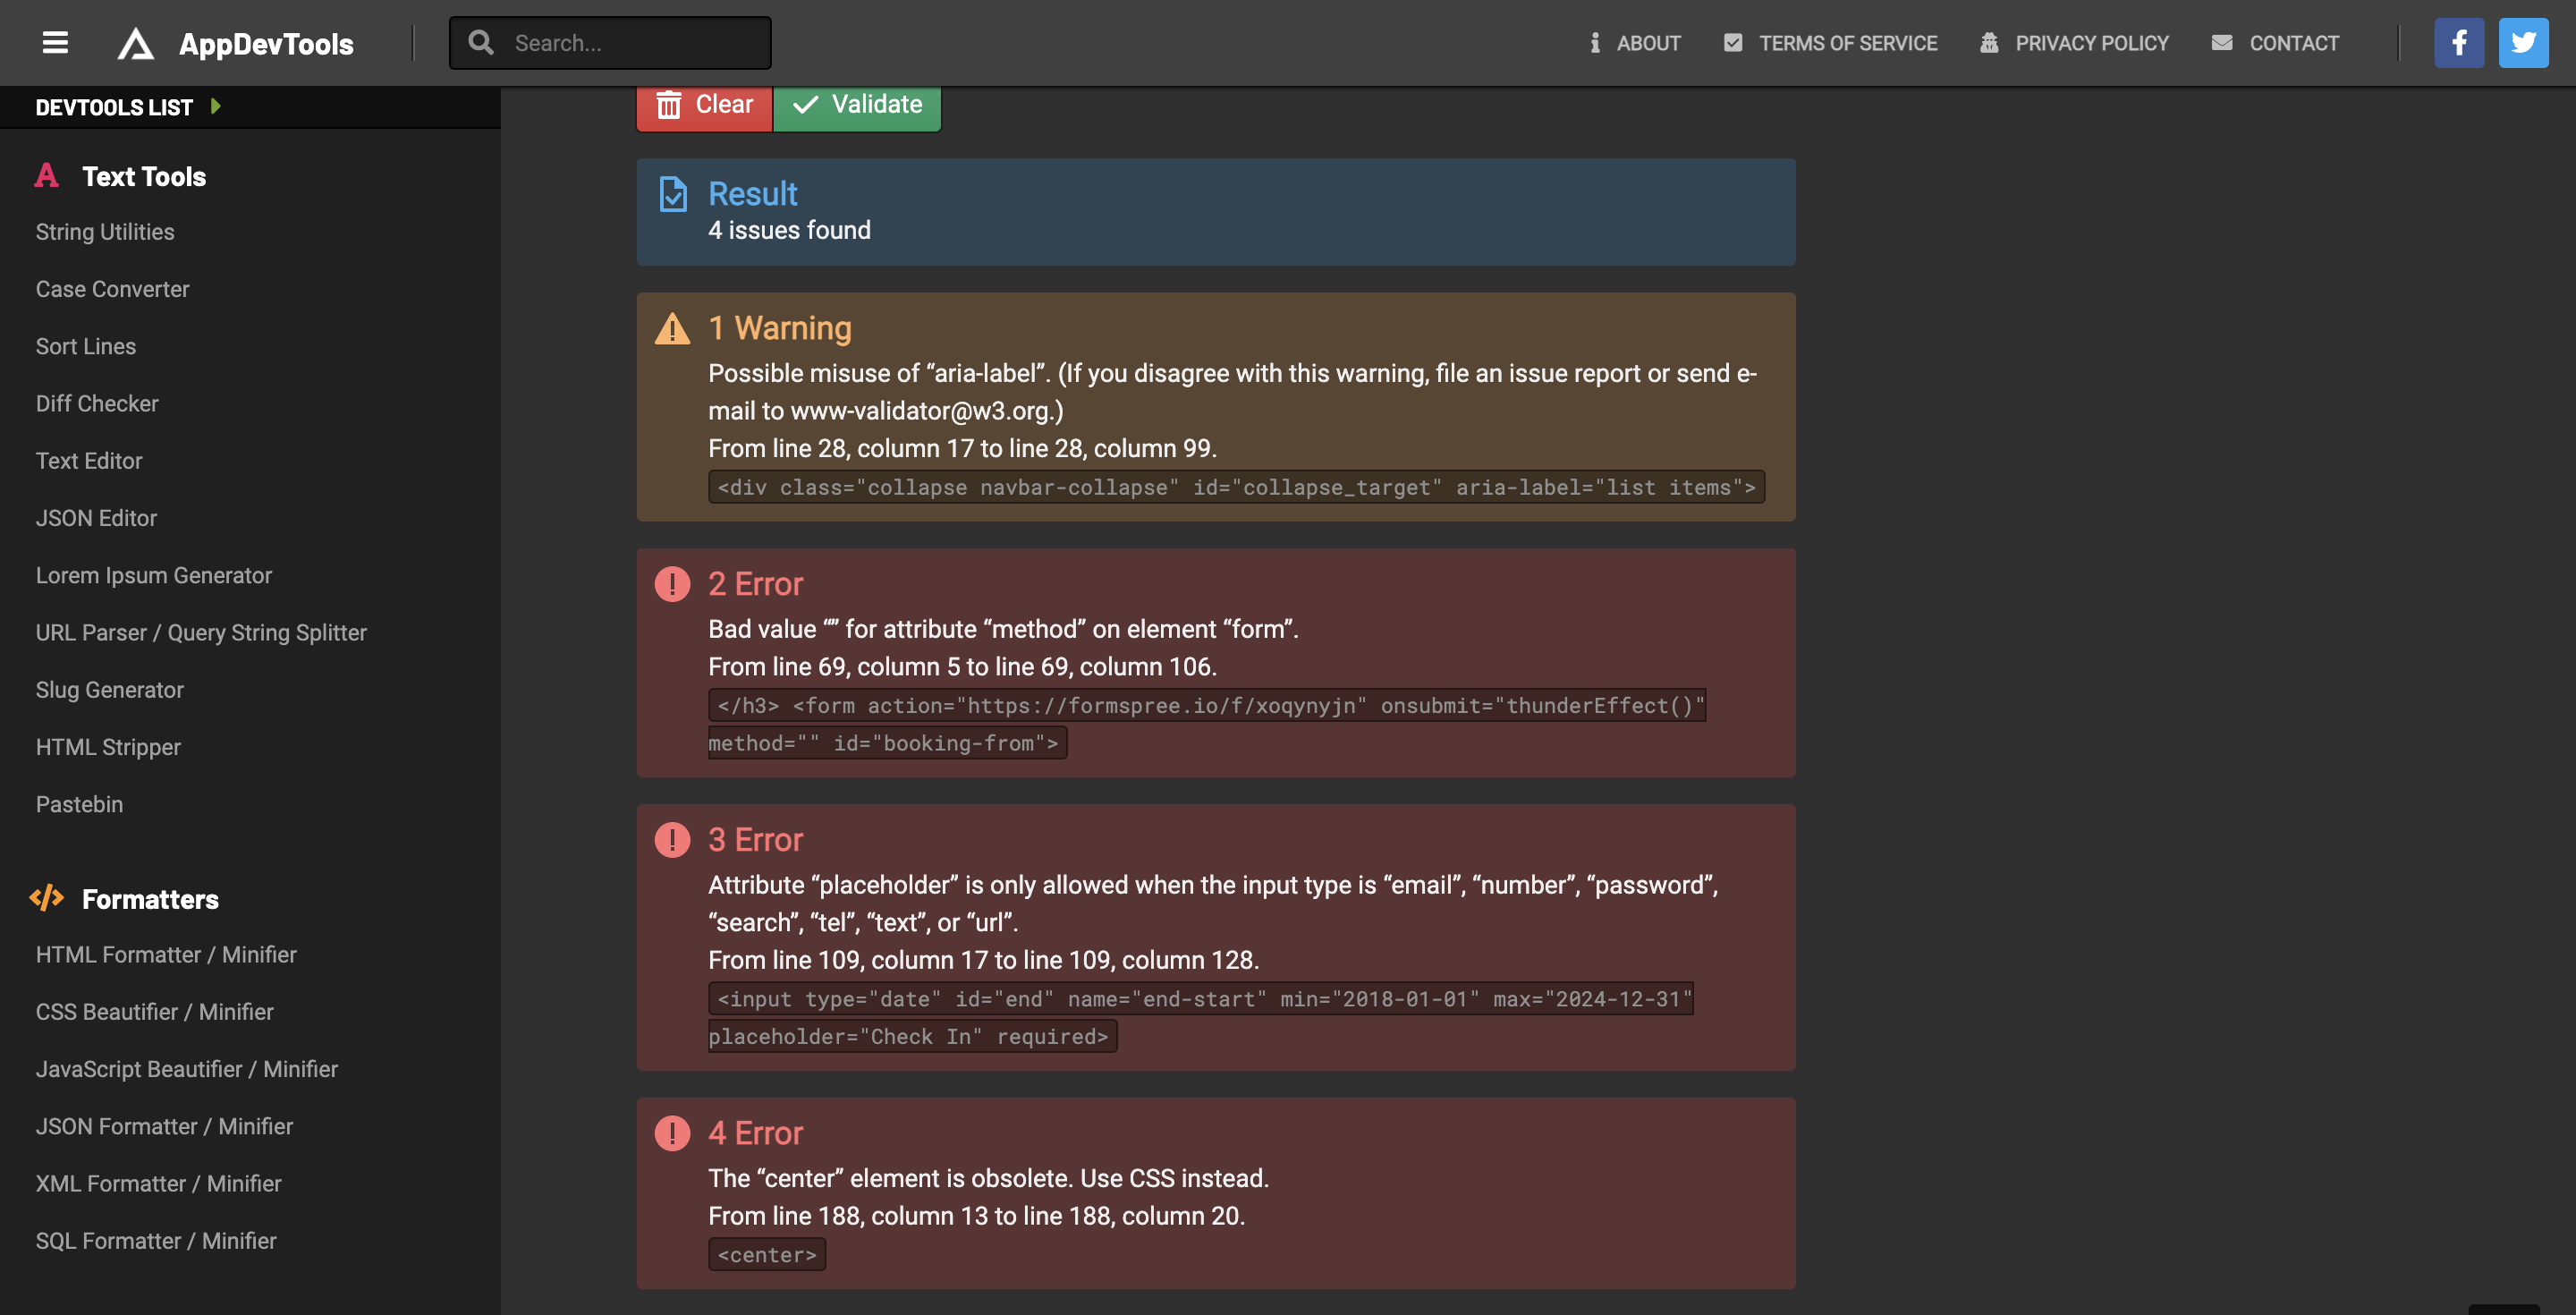 AppDevTools
Search...
ABOUT
TERMS OF SERVICE
PRIVACY POLICY
CONTACT
DEVTOOLS LIST
Text Tools
String Utilities
Case Converter
Sort Lines
Diff Checker
Text Editor
JSON Editor
Lorem Ipsum Generator
URL Parser / Query String Splitter
Slug Generator
HTML Stripper
Pastebin
Formatters
HTML Formatter / Minifier
CSS Beautifier / Minifier
JavaScript Beautifier / Minifier
JSON Formatter / Minifier
XML Formatter / Minifier
SQL Formatter / Minifier
Clear
Validate
Result
4 issues found
1 Warning
Possible misuse of “aria-label”. (If you disagree with this warning, file an issue report or send e-
mail to www-validator@w3.org.)
From line 28, column 17 to line 28, column 99.
<div class="collapse navbar-collapse" id="collapse_target" aria-label="list items">
2 Error
Bad value “” for attribute “method” on element “form”.
From line 69, column 5 to line 69, column 106.
</h3> <form action="https://formspree.io/f/xoqynyjn" onsubmit="thunderEffect()"
method="" id="booking-from">
3 Error
Attribute “placeholder” is only allowed when the input type is “email”, “number”, “password”,
“search”, “tel”, “text”, or “url”.
From line 109, column 17 to line 109, column 128.
<input type="date" id="end" name="end-start" min="2018-01-01" max="2024-12-31"
placeholder="Check In" required>
4 Error
The “center” element is obsolete. Use CSS instead.
From line 188, column 13 to line 188, column 20.
<center>